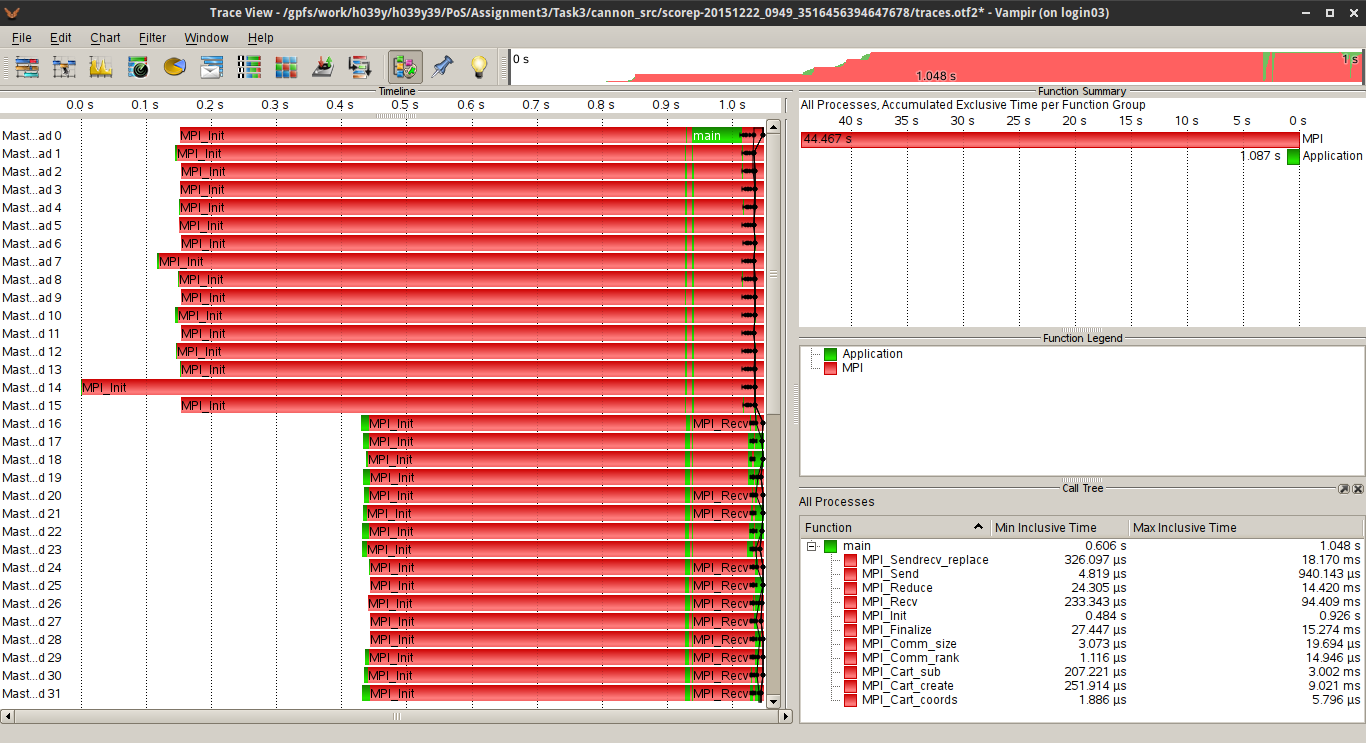 Trace View - /gpfs/work/h039y/h039y39/PoS/Assignment3/Task3/cannon_src/scorep-20151222_0949_3516456394647678/traces.otf2* - Vampir (on login03)
File Edit Chart Filter Window Help
0 s 1.048 s 1 s
Timeline
0.0 s 0.1 s 0.2 s 0.3 s 0.4 s 0.5 s 0.6 s 0.7 s 0.8 s 0.9 s 1.0 s
Mast...ad 0 MPI_Init main
Mast...ad 1 MPI_Init
Mast...ad 2 MPI_Init
Mast...ad 3 MPI_Init
Mast...ad 4 MPI_Init
Mast...ad 5 MPI_Init
Mast...ad 6 MPI_Init
Mast...ad 7 MPI_Init
Mast...ad 8 MPI_Init
Mast...ad 9 MPI_Init
Mast...d 10 MPI_Init
Mast...d 11 MPI_Init
Mast...d 12 MPI_Init
Mast...d 13 MPI_Init
Mast...d 14 MPI_Init
Mast...d 15 MPI_Init
Mast...d 16 MPI_Init MPI_Recv
Mast...d 17 MPI_Init
Mast...d 18 MPI_Init
Mast...d 19 MPI_Init
Mast...d 20 MPI_Init MPI_Recv
Mast...d 21 MPI_Init MPI_Recv
Mast...d 22 MPI_Init
Mast...d 23 MPI_Init
Mast...d 24 MPI_Init MPI_Recv
Mast...d 25 MPI_Init MPI_Recv
Mast...d 26 MPI_Init MPI_Recv
Mast...d 27 MPI_Init MPI_Recv
Mast...d 28 MPI_Init MPI_Recv
Mast...d 29 MPI_Init MPI_Recv
Mast...d 30 MPI_Init MPI_Recv
Mast...d 31 MPI_Init MPI_Recv
Function Summary
All Processes, Accumulated Exclusive Time per Function Group
40 s 35 s 30 s 25 s 20 s 15 s 10 s 5 s 0 s
44.467 s MPI
1.087 s Application
Function Legend
Application
MPI
Call Tree
All Processes
Function Min Inclusive Time Max Inclusive Time
main 0.606 s 1.048 s
MPI_Sendrecv_replace 326.097 µs 18.170 ms
MPI_Send 4.819 µs 940.143 µs
MPI_Reduce 24.305 µs 14.420 ms
MPI_Recv 233.343 µs 94.409 ms
MPI_Init 0.484 s 0.926 s
MPI_Finalize 27.447 µs 15.274 ms
MPI_Comm_size 3.073 µs 19.694 µs
MPI_Comm_rank 1.116 µs 14.946 µs
MPI_Cart_sub 207.221 µs 3.002 ms
MPI_Cart_create 251.914 µs 9.021 ms
MPI_Cart_coords 1.886 µs 5.796 µs